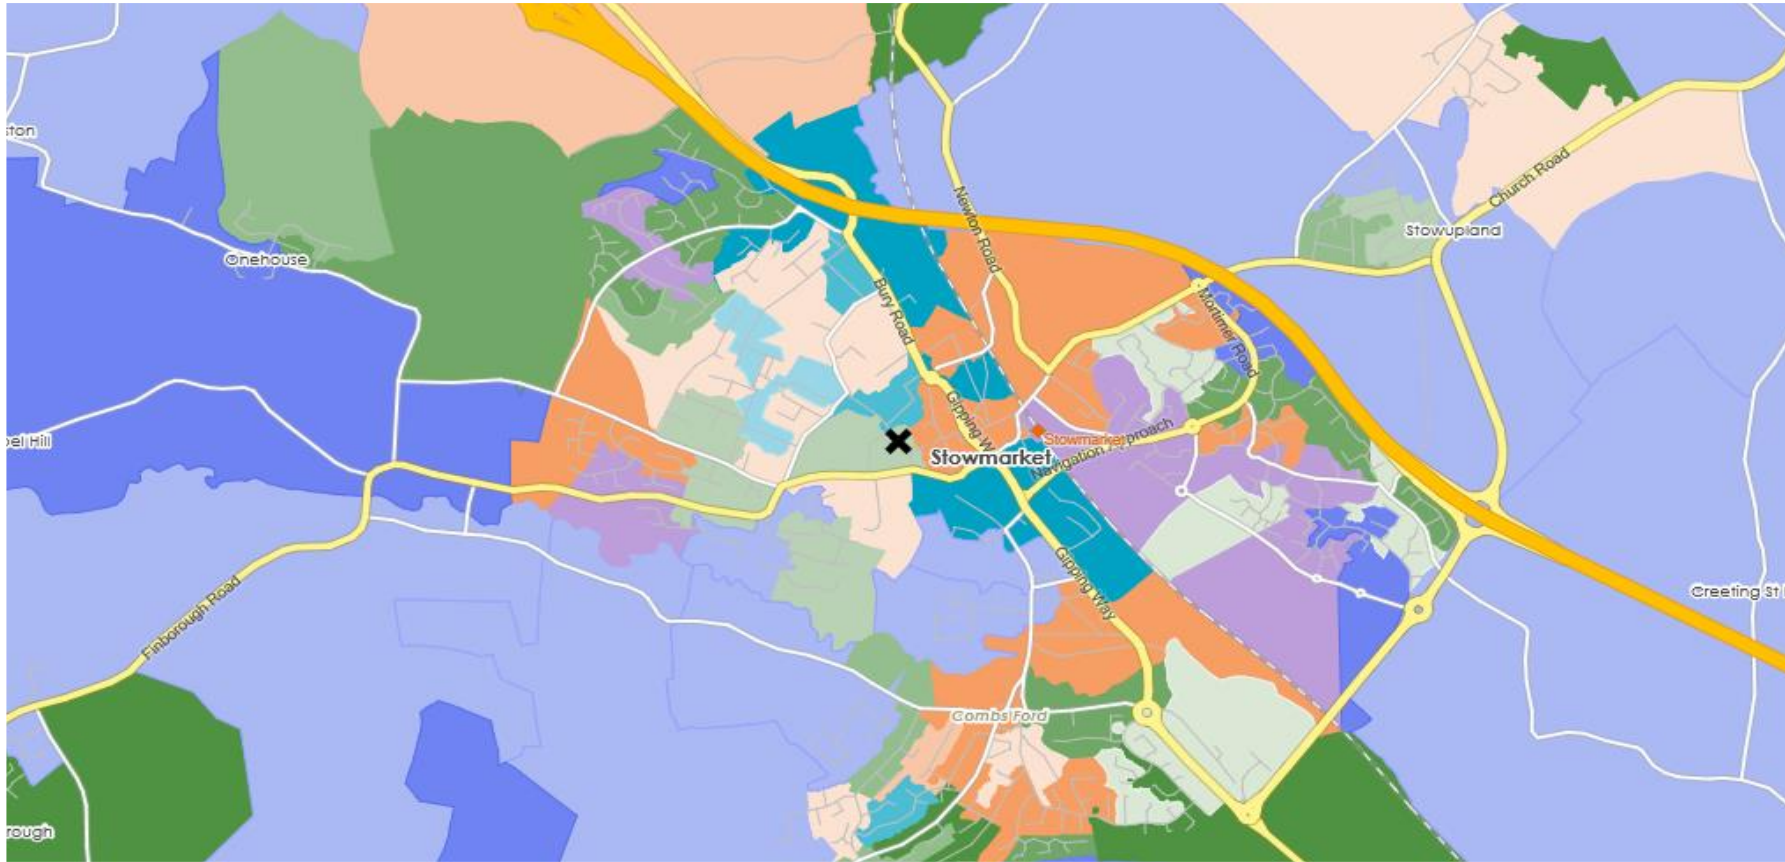 ston
Church Road
Newton Road
Stowupland
Onehouse
Bury Road
Mortimer Road
Gipping W
Stowmarket
proach
pel Hill
Stowmarket
Navigation A
Gipping Way
Creeting St
Finborough Road
Combs Ford
rough